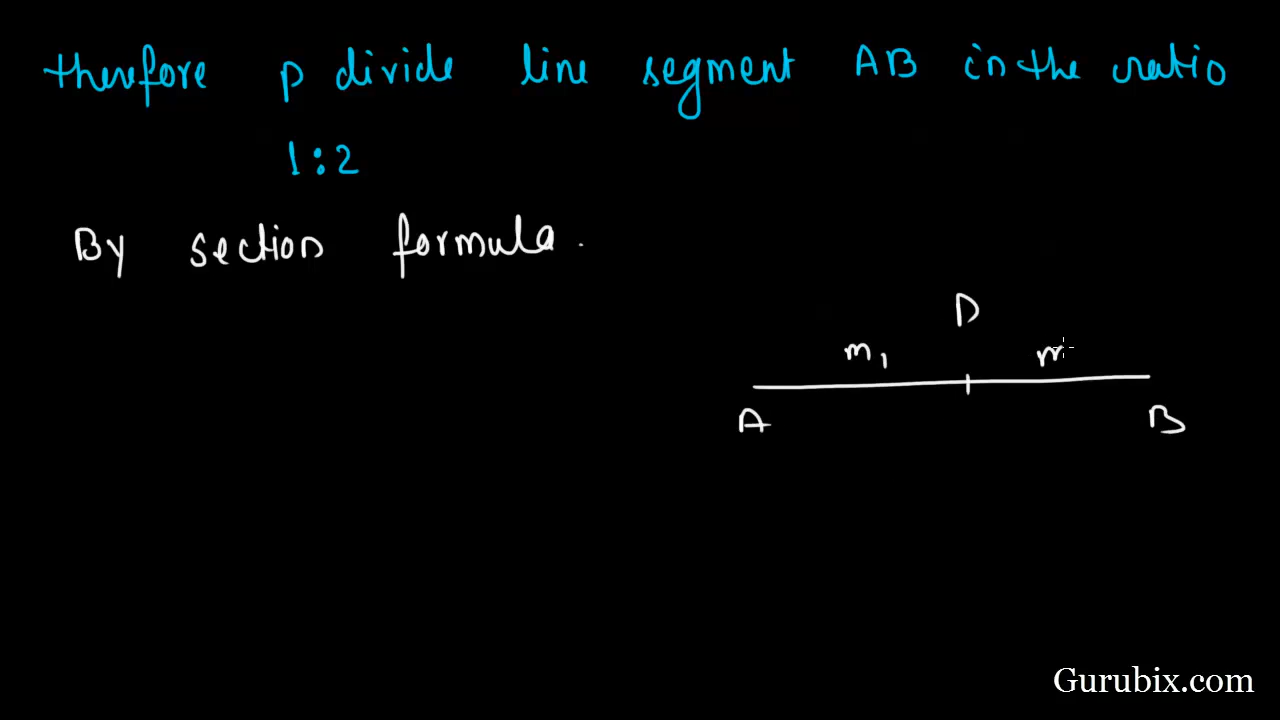 therefore p divide line segment AB in the ratio
1:2
By section formula.
D
m₁ m
A B
Gurubix.com